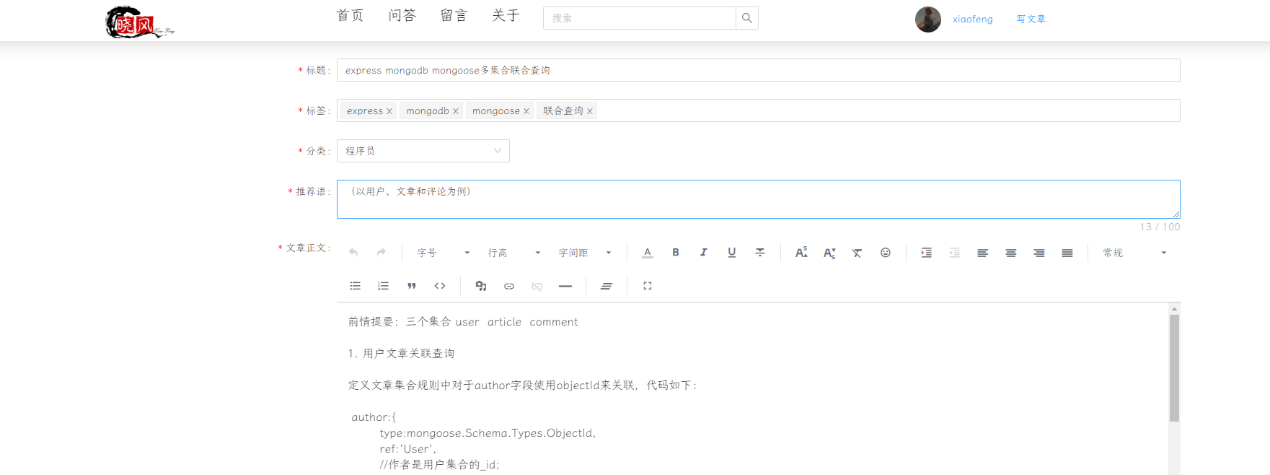 晓风
首页 问答 留言 关于 搜索 xiaofeng 写文章
* 标题: express mongodb mongoose多集合联合查询
* 标签: express × mongodb × mongoose × 联合查询 ×
* 分类: 程序员
* 推荐语: (以用户、文章和评论为例)
13 / 100
* 文章正文: 字号 行高 字间距 A B I U S 常规
前情提要: 三个集合 user article comment
1. 用户文章关联查询
定义文章集合规则中对于author字段使用objectId来关联, 代码如下:
author:{
type:mongoose.Schema.Types.ObjectId,
ref:'User',
//作者是用户集合的_id;